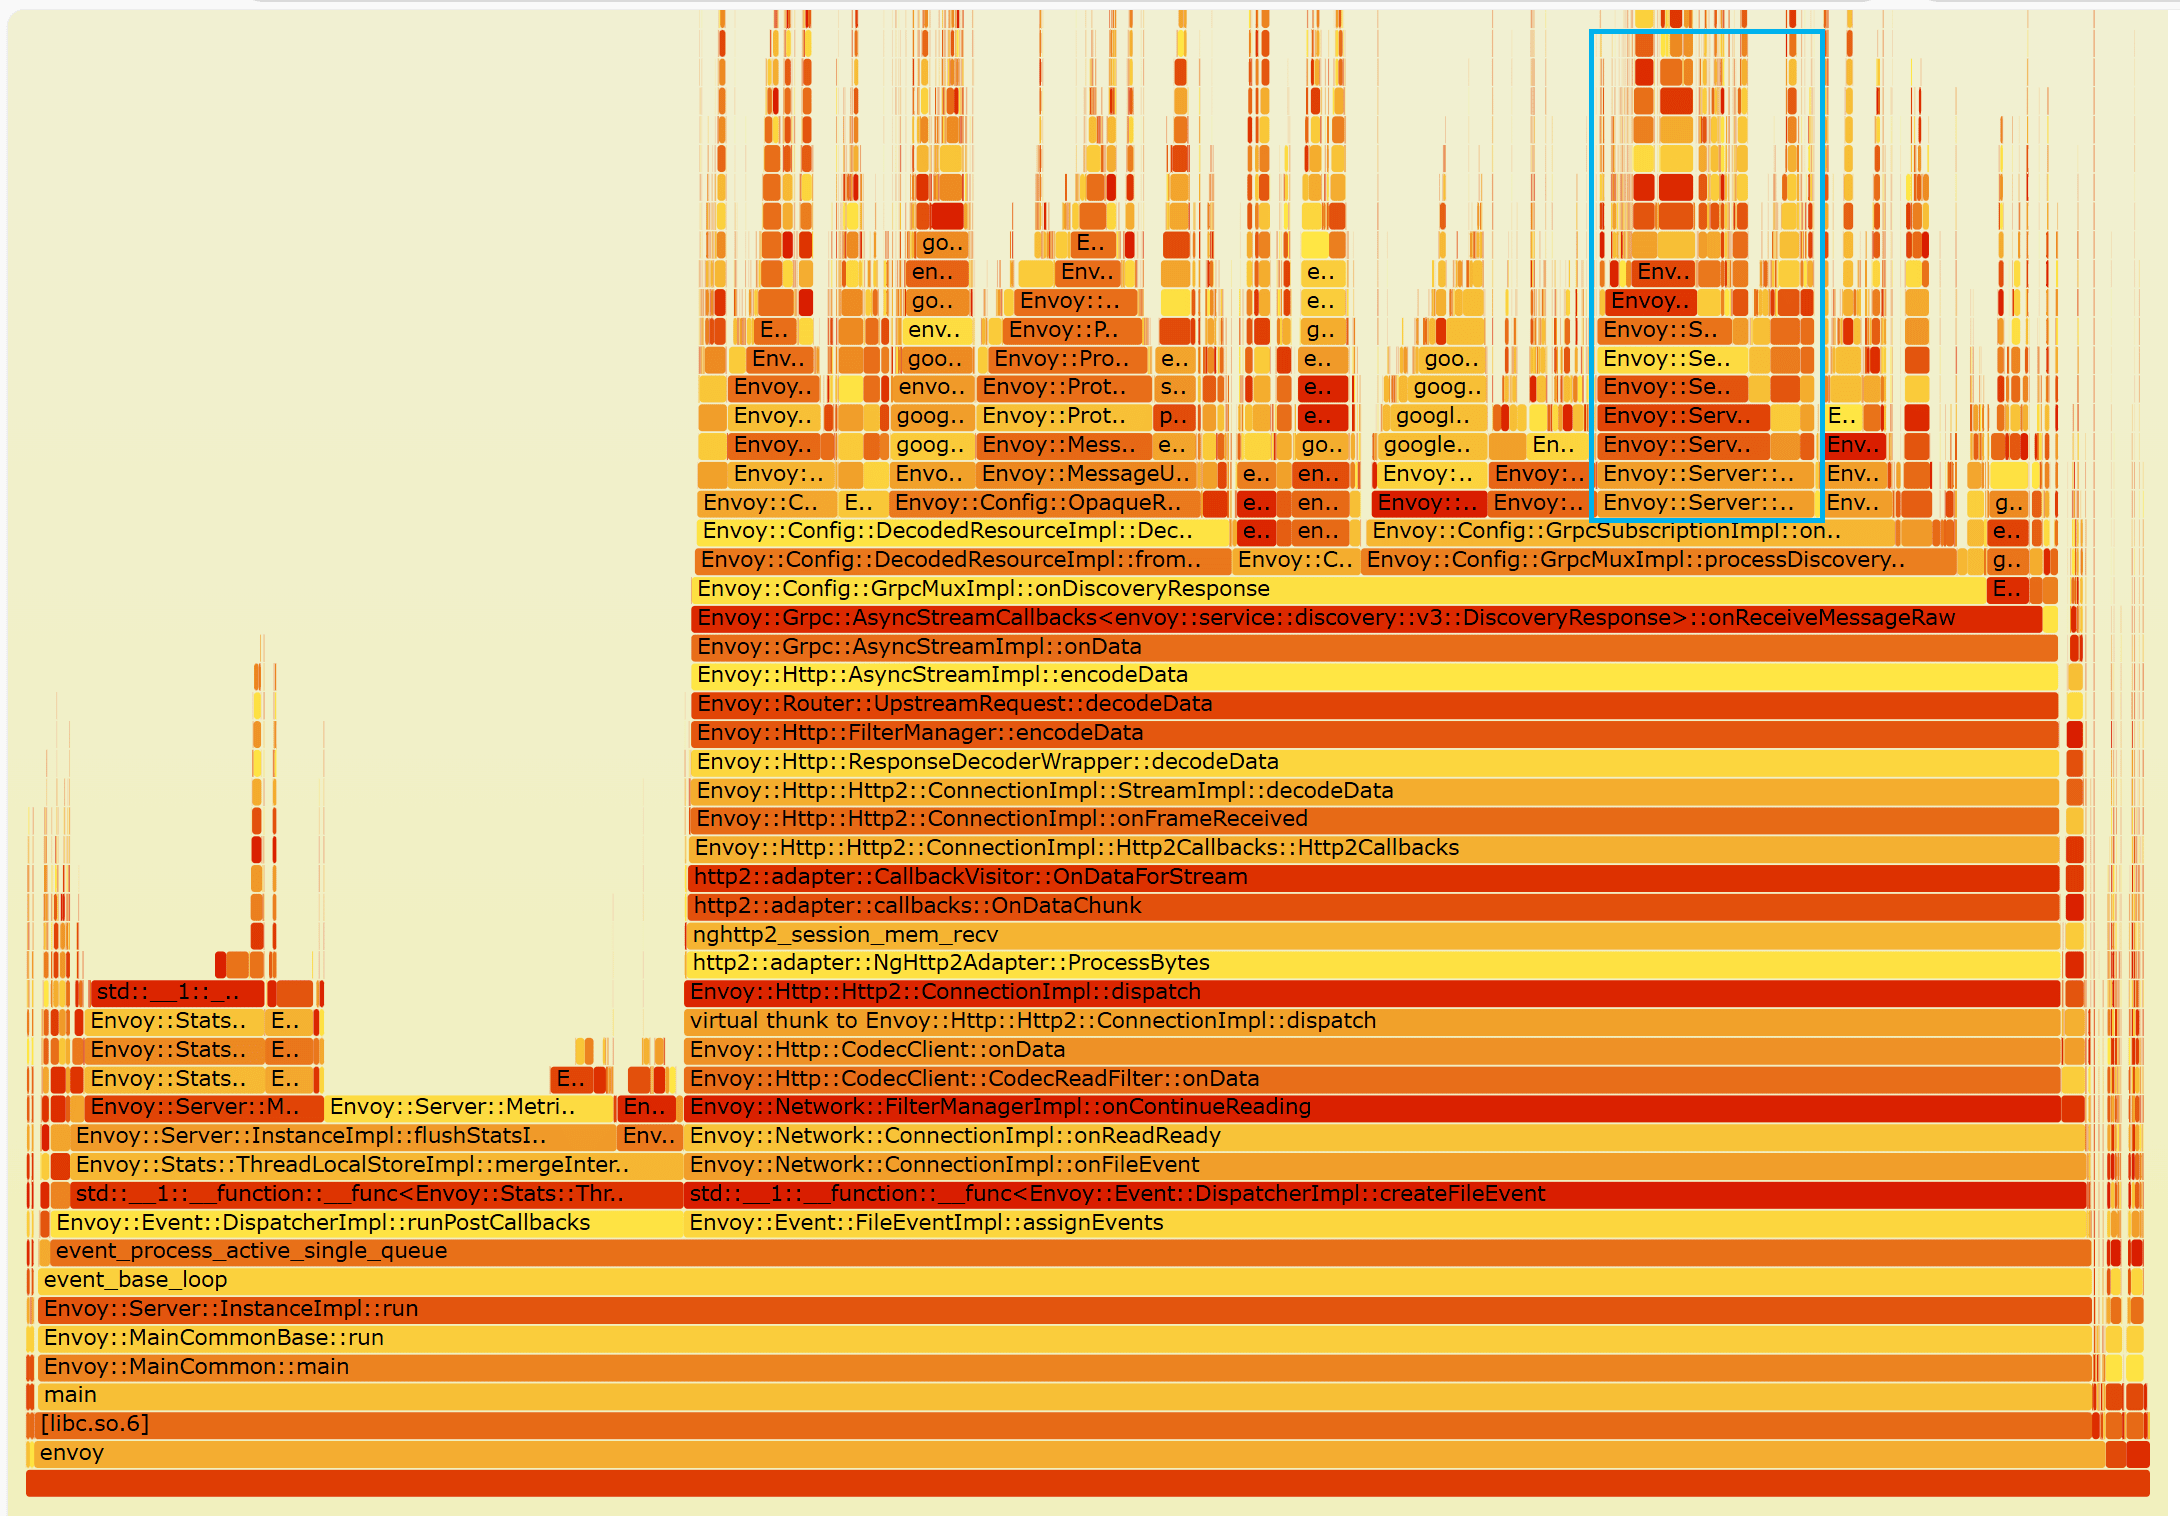 go.. E..
en.. Env.. e.. Env..
go.. Envoy::.. e.. Envoy..
E.. env.. Envoy::P.. g.. Envoy::S..
Env.. goo.. Envoy::Pro.. e.. e.. goo.. Envoy::Se..
Envoy.. envo.. Envoy::Prot.. s.. e.. goog.. Envoy::Se..
Envoy.. goog.. Envoy::Prot.. p.. e.. googl.. Envoy::Serv.. E..
Envoy.. goog.. Envoy::Mess.. e.. go.. google.. En.. Envoy::Serv.. Env..
Envoy:.. Envo.. Envoy::MessageU.. e.. en.. Envoy:.. Envoy:.. Envoy::Server::.. Env..
Envoy::C.. E.. Envoy::Config::OpaqueR.. e.. en.. Envoy::.. Envoy:.. Envoy::Server::.. Env.. g..
Envoy::Config::DecodedResourceImpl::Dec.. e.. en.. Envoy::Config::GrpcSubscriptionImpl::on.. e..
Envoy::Config::DecodedResourceImpl::from.. Envoy::C.. Envoy::Config::GrpcMuxImpl::processDiscovery.. g..
Envoy::Config::GrpcMuxImpl::onDiscoveryResponse E..
Envoy::Grpc::AsyncStreamCallbacks<envoy::service::discovery::v3::DiscoveryResponse>::onReceiveMessageRaw
Envoy::Grpc::AsyncStreamImpl::onData
Envoy::Http::AsyncStreamImpl::encodeData
Envoy::Router::UpstreamRequest::decodeData
Envoy::Http::FilterManager::encodeData
Envoy::Http::ResponseDecoderWrapper::decodeData
Envoy::Http::Http2::ConnectionImpl::StreamImpl::decodeData
Envoy::Http::Http2::ConnectionImpl::onFrameReceived
Envoy::Http::Http2::ConnectionImpl::Http2Callbacks::Http2Callbacks
http2::adapter::CallbackVisitor::OnDataForStream
http2::adapter::callbacks::OnDataChunk
nghttp2_session_mem_recv
http2::adapter::NgHttp2Adapter::ProcessBytes
std::__1::_.. Envoy::Http::Http2::ConnectionImpl::dispatch
Envoy::Stats.. E.. virtual thunk to Envoy::Http::Http2::ConnectionImpl::dispatch
Envoy::Stats.. E.. Envoy::Http::CodecClient::onData
Envoy::Stats.. E.. E.. Envoy::Http::CodecClient::CodecReadFilter::onData
Envoy::Server::M.. Envoy::Server::Metri.. En.. Envoy::Network::FilterManagerImpl::onContinueReading
Envoy::Server::InstanceImpl::flushStatsI.. Env.. Envoy::Network::ConnectionImpl::onReadReady
Envoy::Stats::ThreadLocalStoreImpl::mergeInter.. Envoy::Network::ConnectionImpl::onFileEvent
std::__1::__function::__func<Envoy::Stats::Thr.. std::__1::__function::__func<Envoy::Event::DispatcherImpl::createFileEvent
Envoy::Event::DispatcherImpl::runPostCallbacks Envoy::Event::FileEventImpl::assignEvents
event_process_active_single_queue
event_base_loop
Envoy::Server::InstanceImpl::run
Envoy::MainCommonBase::run
Envoy::MainCommon::main
main
[libc.so.6]
envoy